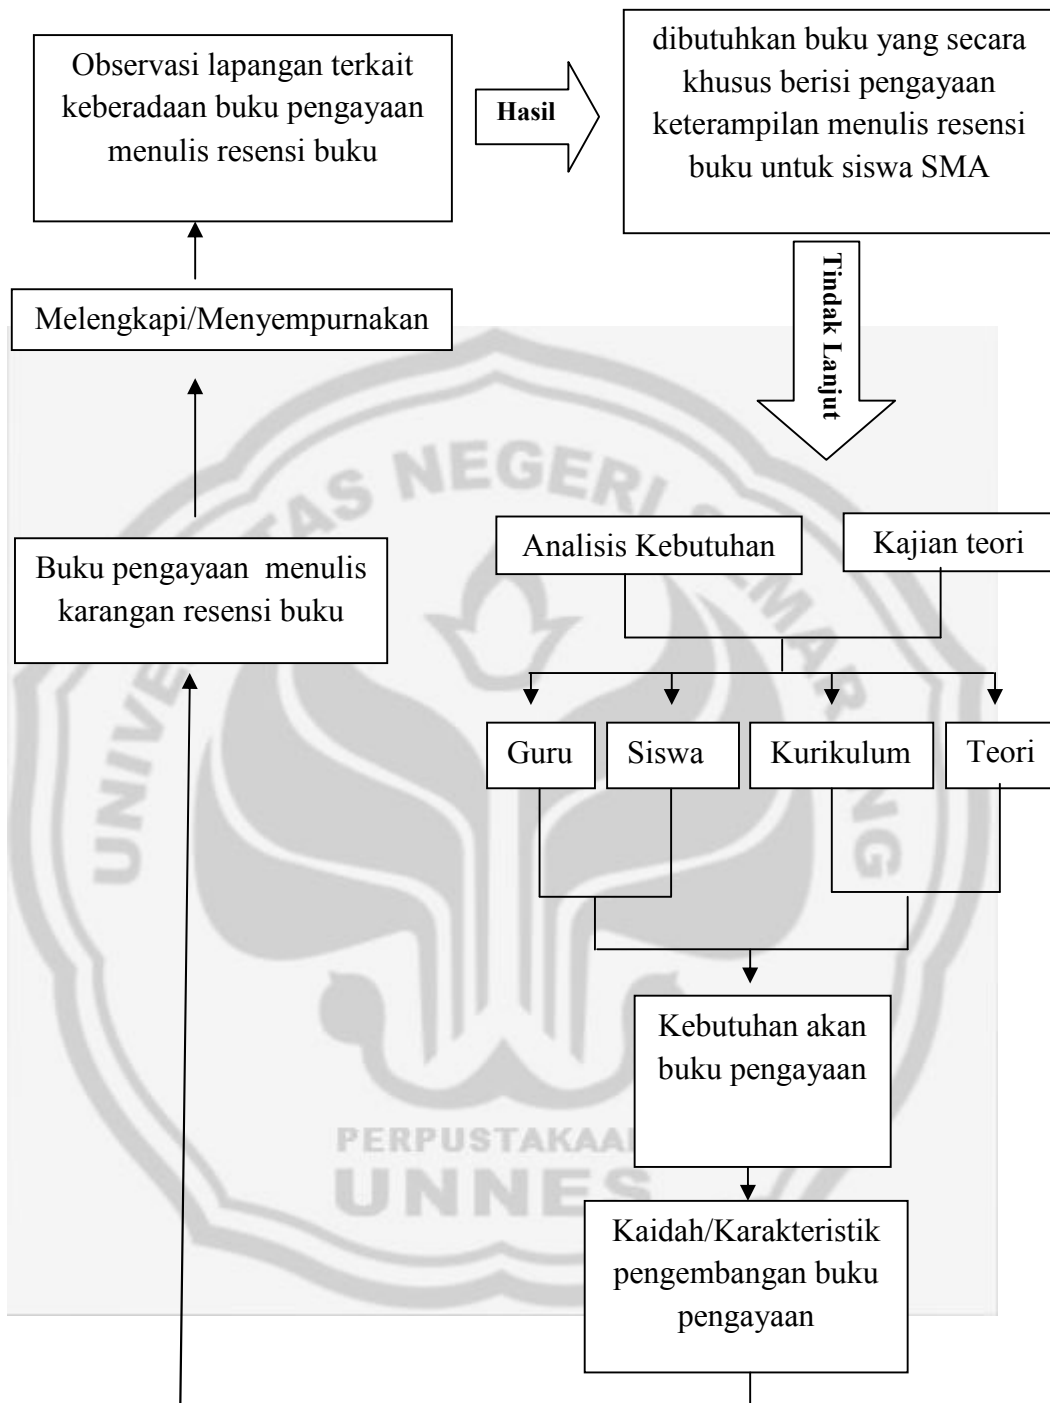 Observasi lapangan terkait
keberadaan buku pengayaan
menulis resensi buku
Hasil
dibutuhkan buku yang secara
khusus berisi pengayaan
keterampilan menulis resensi
buku untuk siswa SMA
Tindak Lanjut
Melengkapi/Menyempurnakan
Buku pengayaan  menulis
karangan resensi buku
Analisis Kebutuhan
Kajian teori
Guru
Siswa
Kurikulum
Teori
Kebutuhan akan
buku pengayaan
Kaidah/Karakteristik
pengembangan buku
pengayaan
NEGERI
PERPUSTAKAA
UNNES